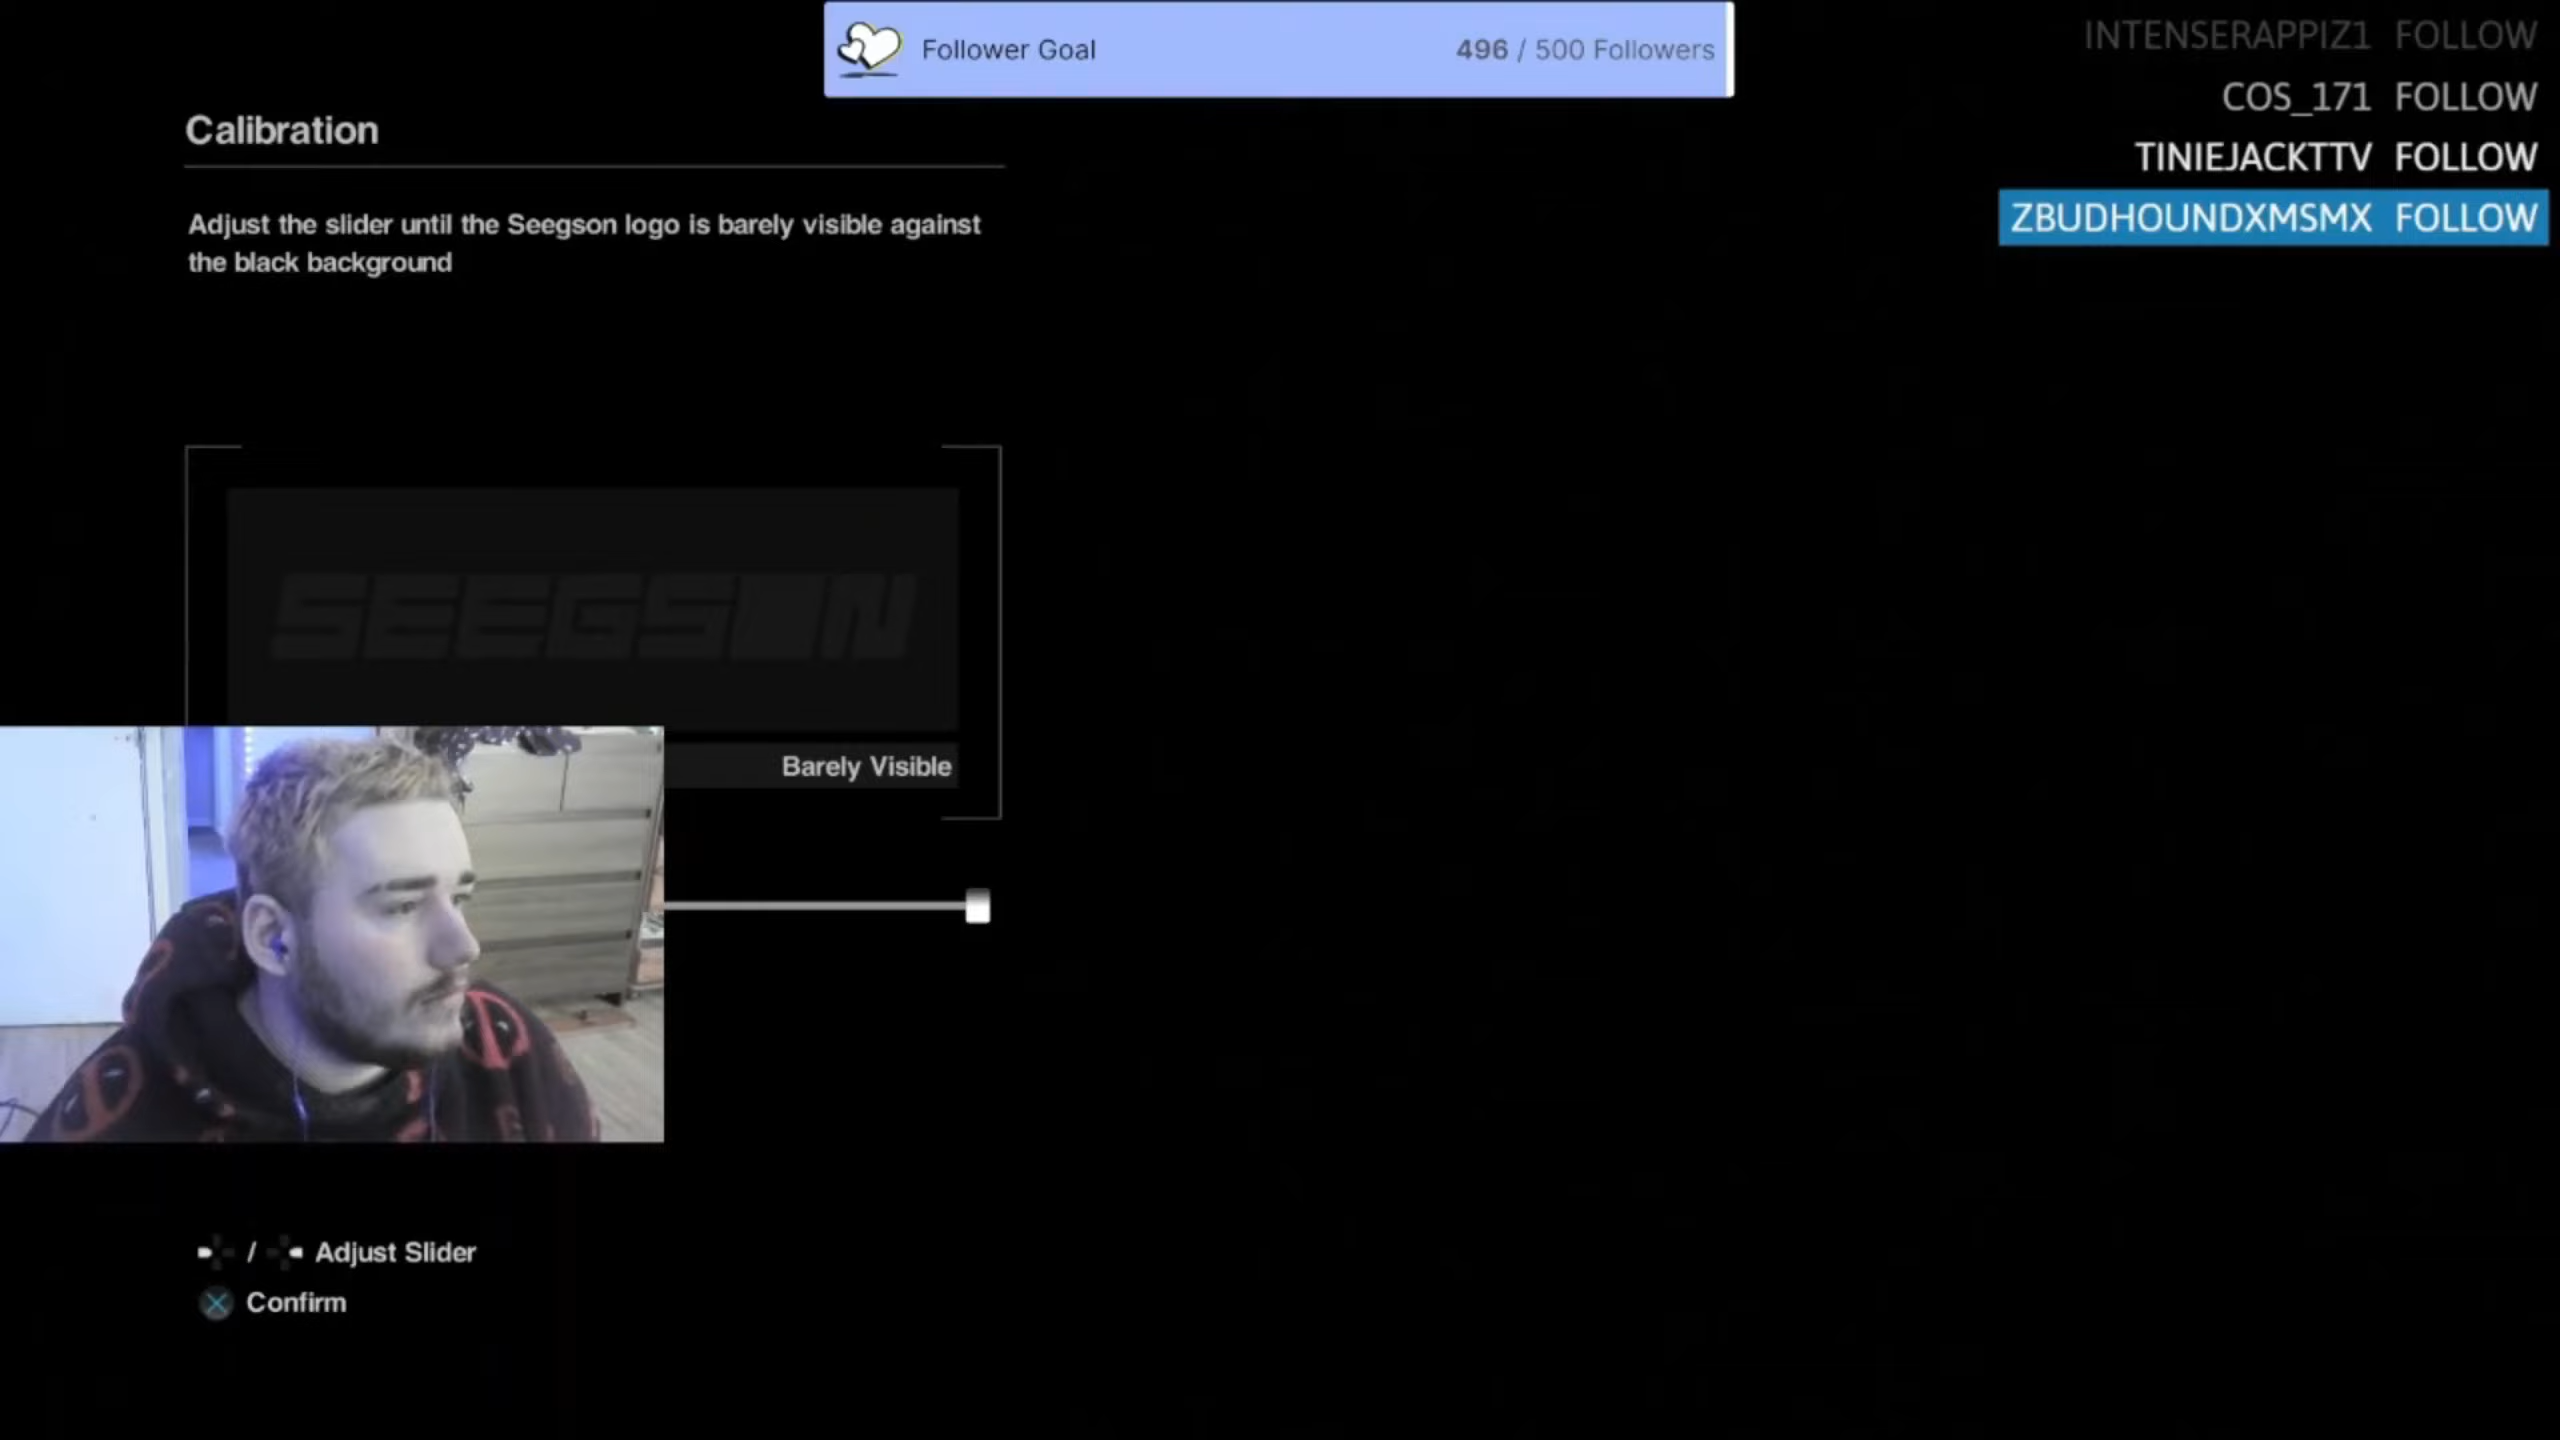 Follower Goal 496 / 500 Followers
INTENSERAPPIZ1 FOLLOW
COS_171 FOLLOW
TINIEJACKTTV FOLLOW
ZBUDHOUNDXMSMX FOLLOW
Calibration
Adjust the slider until the Seegson logo is barely visible against
the black background
SEEGSON
Barely Visible
/ Adjust Slider
Confirm